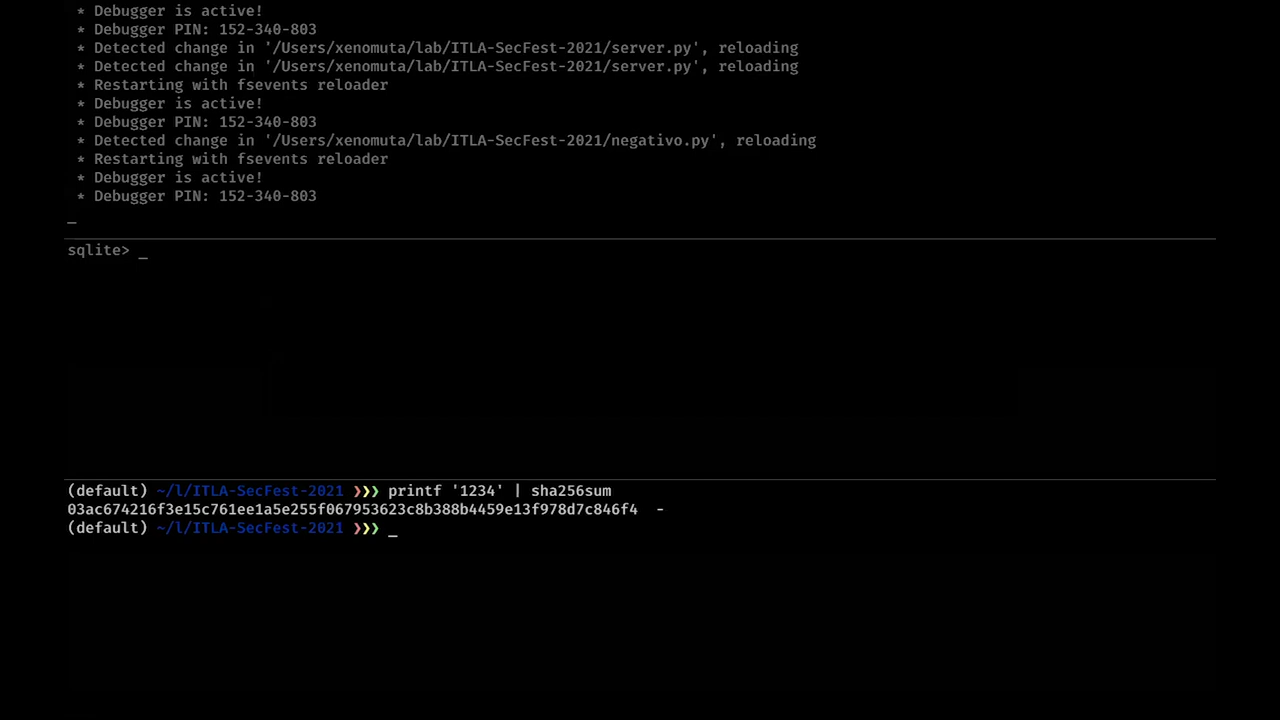 * Debugger is active!
* Debugger PIN: 152-340-803
* Detected change in '/Users/xenomuta/lab/ITLA-SecFest-2021/server.py', reloading
* Detected change in '/Users/xenomuta/lab/ITLA-SecFest-2021/server.py', reloading
* Restarting with fsevents reloader
* Debugger is active!
* Debugger PIN: 152-340-803
* Detected change in '/Users/xenomuta/lab/ITLA-SecFest-2021/negativo.py', reloading
* Restarting with fsevents reloader
* Debugger is active!
* Debugger PIN: 152-340-803
_
sqlite> _
(default) ~/l/ITLA-SecFest-2021 ❯❯❯ printf '1234' | sha256sum
03ac674216f3e15c761ee1a5e255f067953623c8b388b4459e13f978d7c846f4  -
(default) ~/l/ITLA-SecFest-2021 ❯❯❯ _